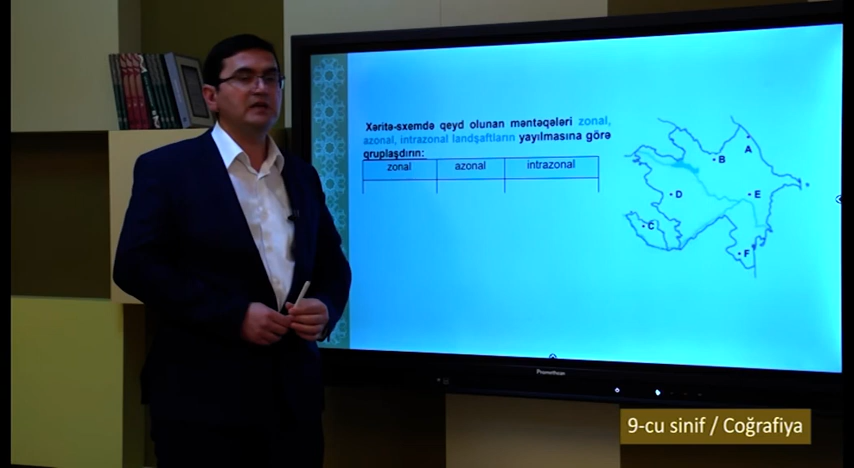 Xəritə-sxemdə qeyd olunan məntəqələri zonal,
azonal, intrazonal landşaftların yayılmasına görə
qruplaşdırın:
zonal azonal intrazonal
A
B
D
E
C
F
Promethean
9-cu sinif / Coğrafiya